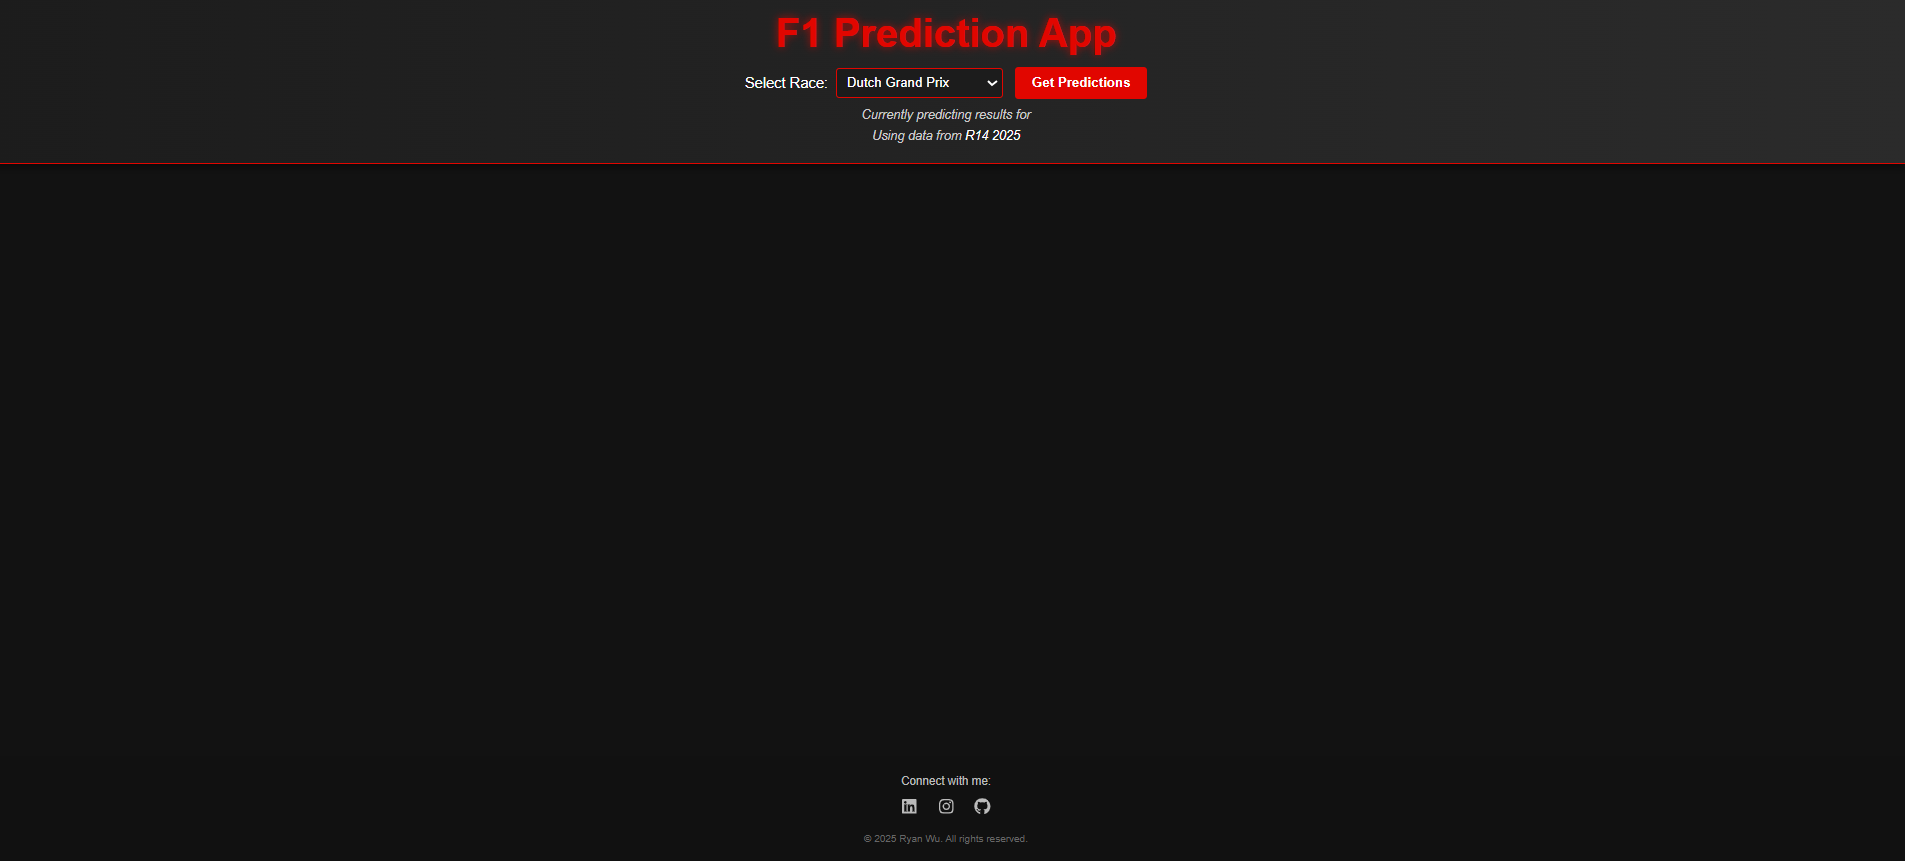 F1 Prediction App
Select Race: Dutch Grand Prix Get Predictions
Currently predicting results for
Using data from R14 2025
Connect with me:
© 2025 Ryan Wu. All rights reserved.